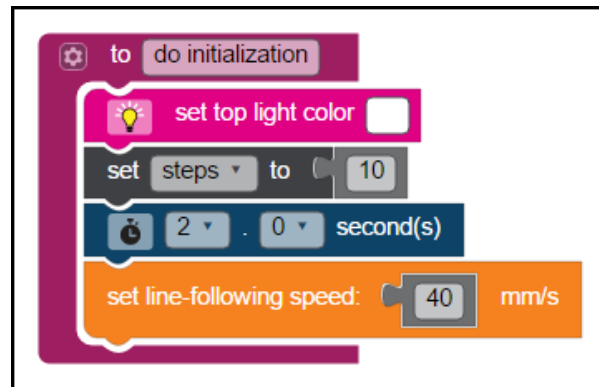 to do initialization
set top light color
set steps to 10
2 . 0 second(s)
set line-following speed: 40 mm/s